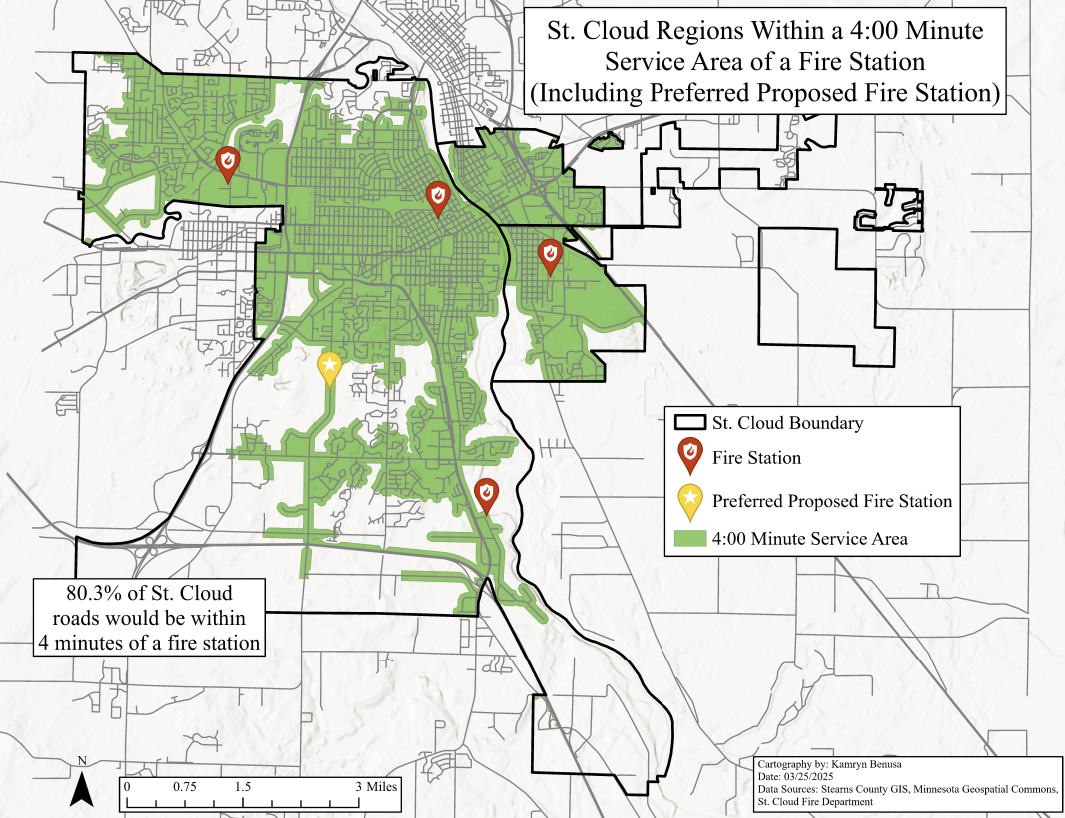 St. Cloud Regions Within a 4:00 Minute
Service Area of a Fire Station
(Including Preferred Proposed Fire Station)
St. Cloud Boundary
Fire Station
Preferred Proposed Fire Station
4:00 Minute Service Area
80.3% of St. Cloud
roads would be within
4 minutes of a fire station
N
0 0.75 1.5 3 Miles
Cartography by: Kamryn Benusa
Date: 03/25/2025
Data Sources: Stearns County GIS, Minnesota Geospatial Commons,
St. Cloud Fire Department